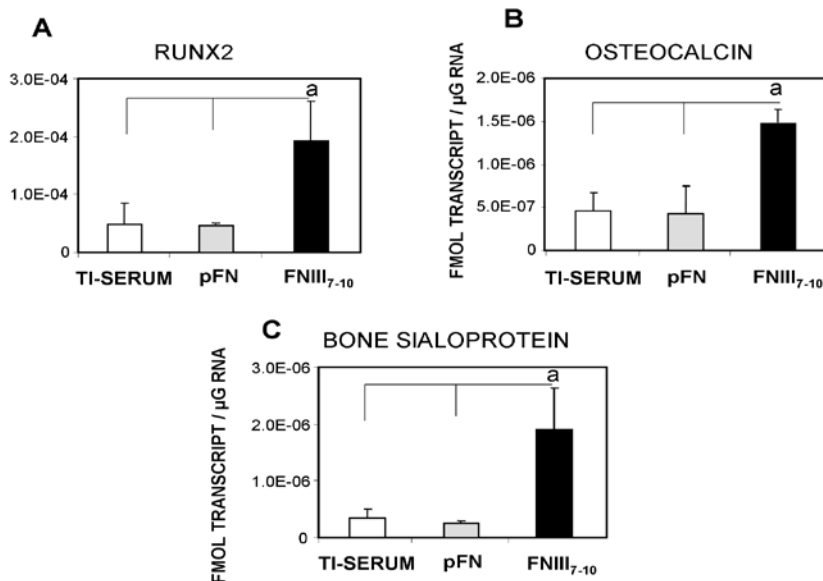 A
RUNX2
3.0E-04
2.0E-04
1.0E-04
0
a
TI-SERUM pFN FNIII7-10
B
OSTEOCALCIN
FMOL TRANSCRIPT / µG RNA
2.0E-06
1.5E-06
1.0E-06
5.0E-07
0
a
TI-SERUM pFN FNIII7-10
C
BONE SIALOPROTEIN
FMOL TRANSCRIPT / µG RNA
3.0E-06
2.0E-06
1.0E-06
0
a
TI-SERUM pFN FNIII7-10